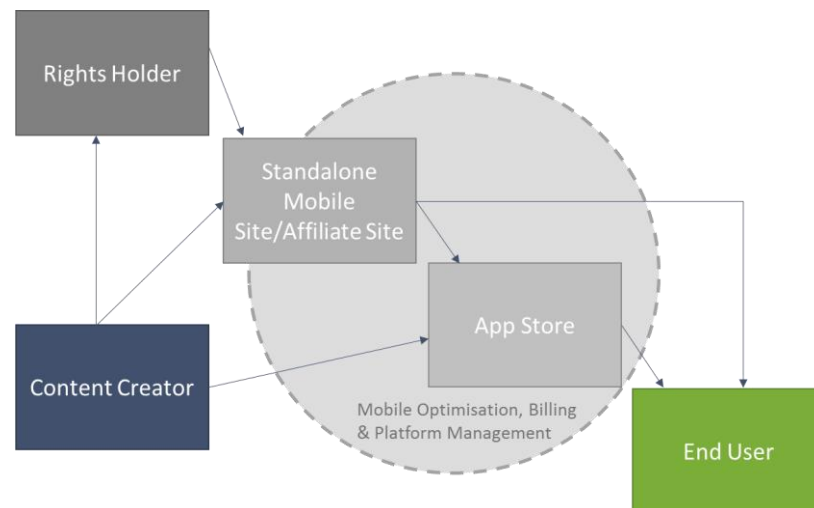 Rights Holder
Standalone
Mobile
Site/Affiliate Site
App Store
Content Creator
Mobile Optimisation, Billing
& Platform Management
End User